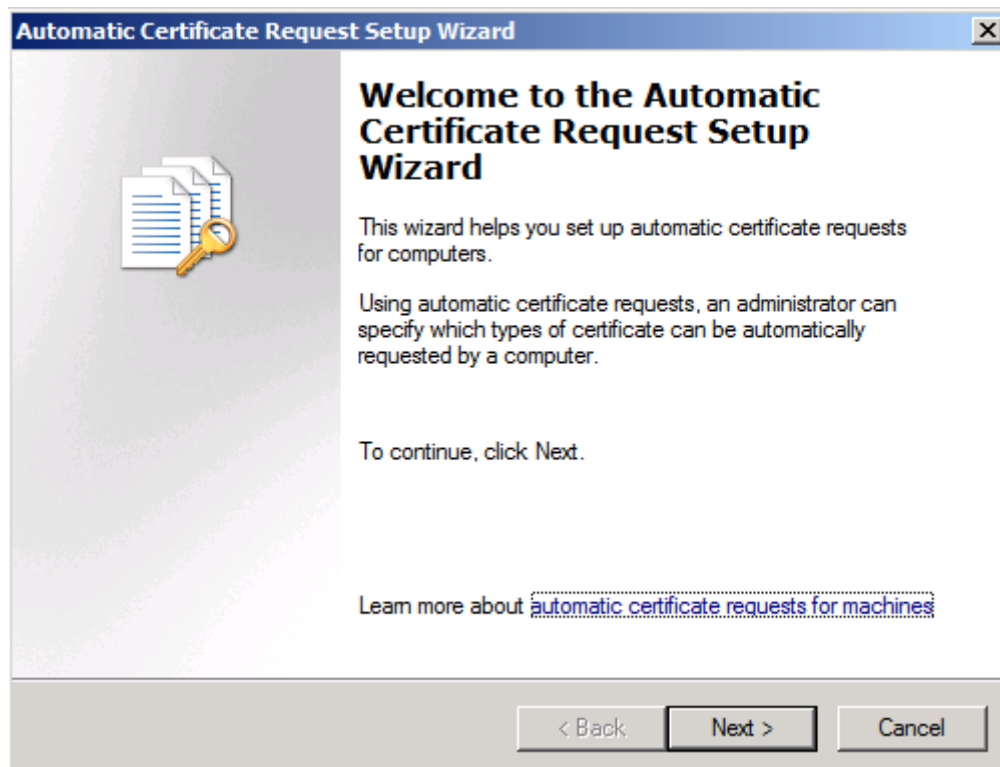 Automatic Certificate Request Setup Wizard
Welcome to the Automatic
Certificate Request Setup
Wizard
This wizard helps you set up automatic certificate requests
for computers.
Using automatic certificate requests, an administrator can
specify which types of certificate can be automatically
requested by a computer.
To continue, click Next.
Learn more about automatic certificate requests for machines
< Back Next > Cancel